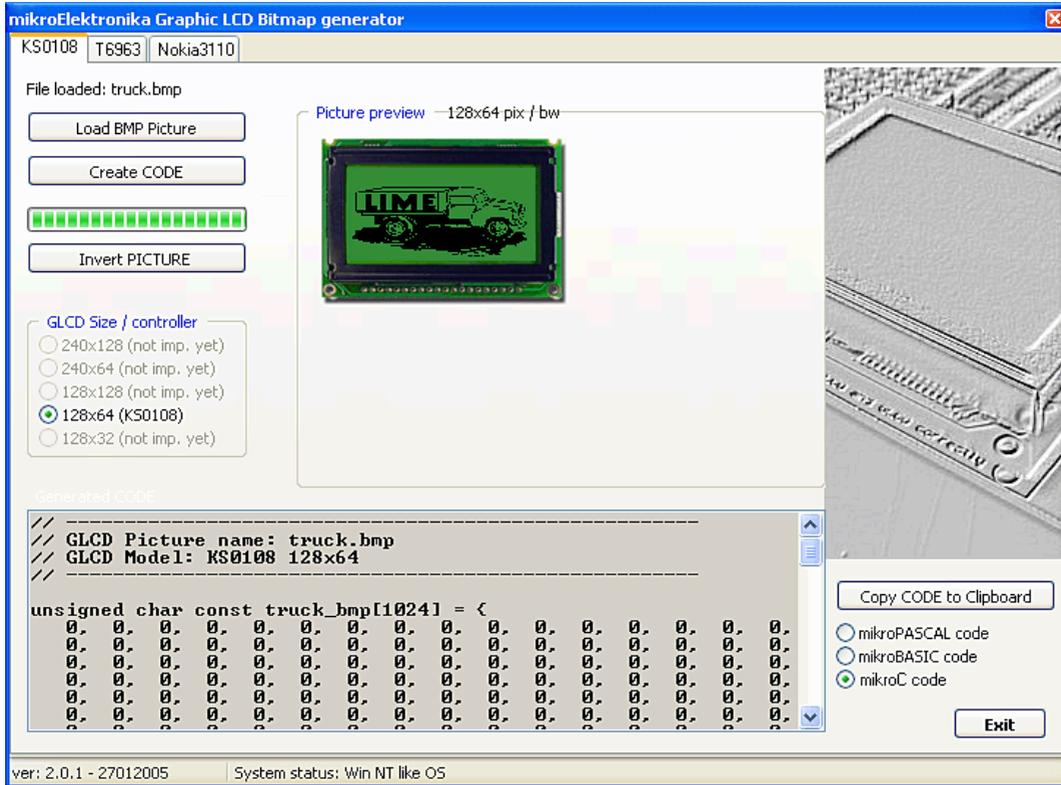 mikroElektronika Graphic LCD Bitmap generator
KS0108 T6963 Nokia3110
File loaded: truck.bmp
Load BMP Picture
Create CODE
Invert PICTURE
GLCD Size / controller
240x128 (not imp. yet)
240x64 (not imp. yet)
128x128 (not imp. yet)
128x64 (KS0108)
128x32 (not imp. yet)
Picture preview 128x64 pix / bw
LIME
Generated CODE
// ------------------------------------------------------
// GLCD Picture name: truck.bmp
// GLCD Model: KS0108 128x64
// ------------------------------------------------------
unsigned char const truck_bmp[1024] = {
0, 0, 0, 0, 0, 0, 0, 0, 0, 0, 0, 0, 0, 0, 0, 0,
0, 0, 0, 0, 0, 0, 0, 0, 0, 0, 0, 0, 0, 0, 0, 0,
0, 0, 0, 0, 0, 0, 0, 0, 0, 0, 0, 0, 0, 0, 0, 0,
0, 0, 0, 0, 0, 0, 0, 0, 0, 0, 0, 0, 0, 0, 0, 0,
0, 0, 0, 0, 0, 0, 0, 0, 0, 0, 0, 0, 0, 0, 0, 0,
0, 0, 0, 0, 0, 0, 0, 0, 0, 0, 0, 0, 0, 0, 0, 0,
Copy CODE to Clipboard
mikroPASCAL code
mikroBASIC code
mikroC code
Exit
ver: 2.0.1 - 27012005 System status: Win NT like OS